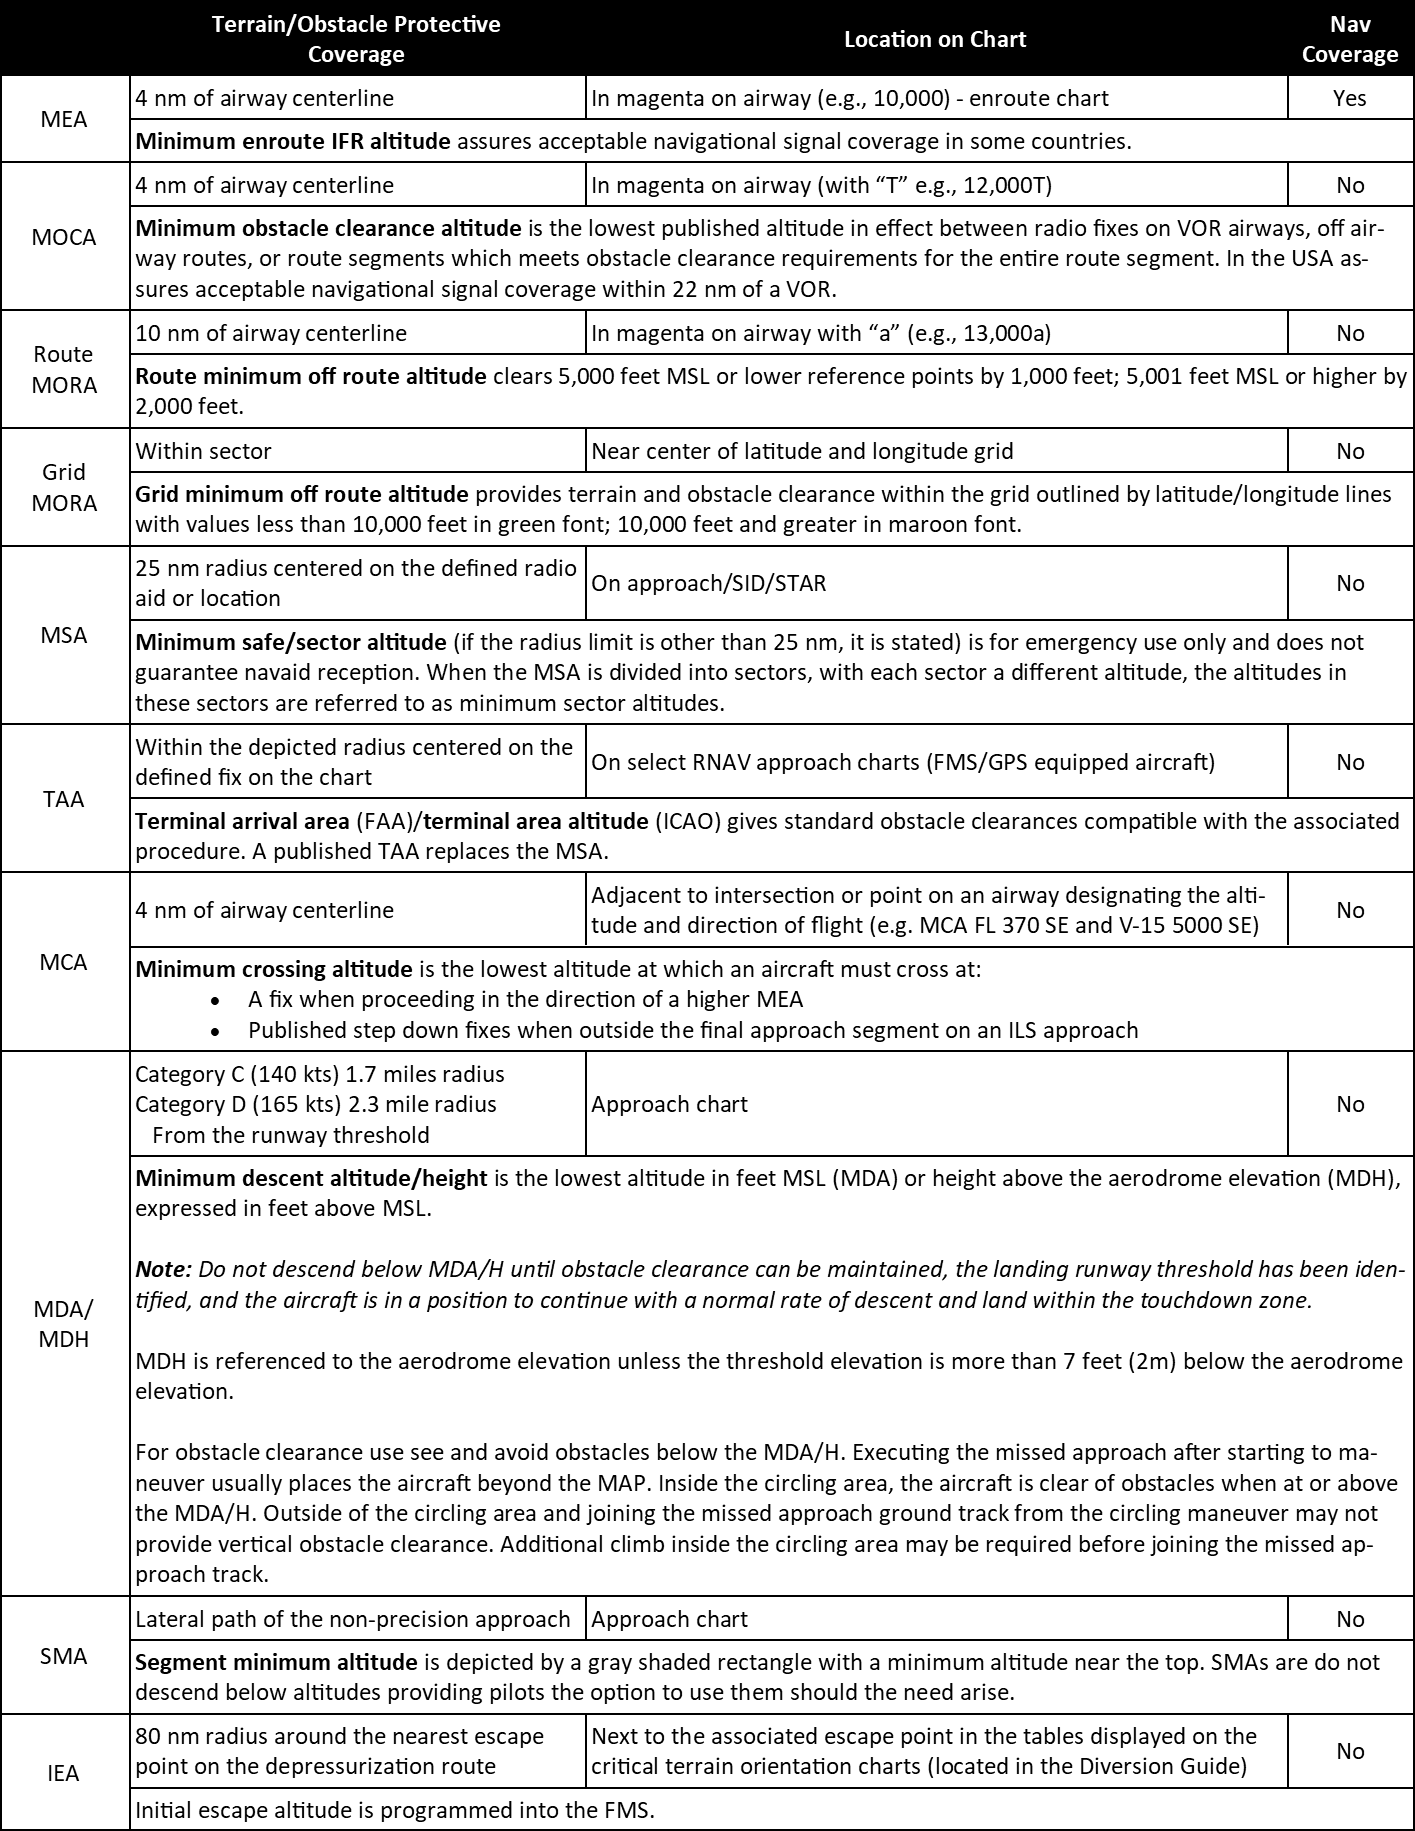 Terrain/Obstacle Protective
Coverage
Location on Chart
Nav
Coverage
MEA
4 nm of airway centerline
In magenta on airway (e.g., 10,000) - enroute chart
Yes
Minimum enroute IFR altitude assures acceptable navigational signal coverage in some countries.
MOCA
4 nm of airway centerline
In magenta on airway (with “T” e.g., 12,000T)
No
Minimum obstacle clearance altitude is the lowest published altitude in effect between radio fixes on VOR airways, off air-
way routes, or route segments which meets obstacle clearance requirements for the entire route segment. In the USA as-
sures acceptable navigational signal coverage within 22 nm of a VOR.
Route
MORA
10 nm of airway centerline
In magenta on airway with “a” (e.g., 13,000a)
No
Route minimum off route altitude clears 5,000 feet MSL or lower reference points by 1,000 feet; 5,001 feet MSL or higher by
2,000 feet.
Grid
MORA
Within sector
Near center of latitude and longitude grid
No
Grid minimum off route altitude provides terrain and obstacle clearance within the grid outlined by latitude/longitude lines
with values less than 10,000 feet in green font; 10,000 feet and greater in maroon font.
MSA
25 nm radius centered on the defined radio
aid or location
On approach/SID/STAR
No
Minimum safe/sector altitude (if the radius limit is other than 25 nm, it is stated) is for emergency use only and does not
guarantee navaid reception. When the MSA is divided into sectors, with each sector a different altitude, the altitudes in
these sectors are referred to as minimum sector altitudes.
TAA
Within the depicted radius centered on the
defined fix on the chart
On select RNAV approach charts (FMS/GPS equipped aircraft)
No
Terminal arrival area (FAA)/terminal area altitude (ICAO) gives standard obstacle clearances compatible with the associated
procedure. A published TAA replaces the MSA.
MCA
4 nm of airway centerline
Adjacent to intersection or point on an airway designating the alti-
tude and direction of flight (e.g. MCA FL 370 SE and V-15 5000 SE)
No
Minimum crossing altitude is the lowest altitude at which an aircraft must cross at:
• A fix when proceeding in the direction of a higher MEA
• Published step down fixes when outside the final approach segment on an ILS approach
MDA/
MDH
Category C (140 kts) 1.7 miles radius
Category D (165 kts) 2.3 mile radius
From the runway threshold
Approach chart
No
Minimum descent altitude/height is the lowest altitude in feet MSL (MDA) or height above the aerodrome elevation (MDH),
expressed in feet above MSL.
Note: Do not descend below MDA/H until obstacle clearance can be maintained, the landing runway threshold has been iden-
tified, and the aircraft is in a position to continue with a normal rate of descent and land within the touchdown zone.
MDH is referenced to the aerodrome elevation unless the threshold elevation is more than 7 feet (2m) below the aerodrome
elevation.
For obstacle clearance use see and avoid obstacles below the MDA/H. Executing the missed approach after starting to ma-
neuver usually places the aircraft beyond the MAP. Inside the circling area, the aircraft is clear of obstacles when at or above
the MDA/H. Outside of the circling area and joining the missed approach ground track from the circling maneuver may not
provide vertical obstacle clearance. Additional climb inside the circling area may be required before joining the missed ap-
proach track.
SMA
Lateral path of the non-precision approach
Approach chart
No
Segment minimum altitude is depicted by a gray shaded rectangle with a minimum altitude near the top. SMAs are do not
descend below altitudes providing pilots the option to use them should the need arise.
IEA
80 nm radius around the nearest escape
point on the depressurization route
Next to the associated escape point in the tables displayed on the
critical terrain orientation charts (located in the Diversion Guide)
No
Initial escape altitude is programmed into the FMS.